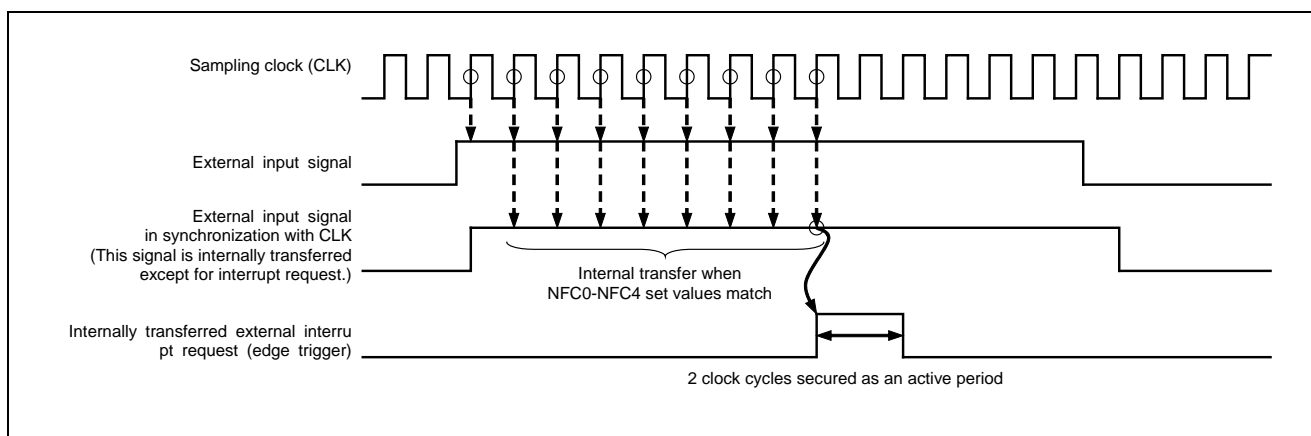 Sampling clock (CLK)
External input signal
External input signal
in synchronization with CLK
(This signal is internally transferred
except for interrupt request.)
Internal transfer when
NFC0-NFC4 set values match
Internally transferred external interru
pt request (edge trigger)
2 clock cycles secured as an active period